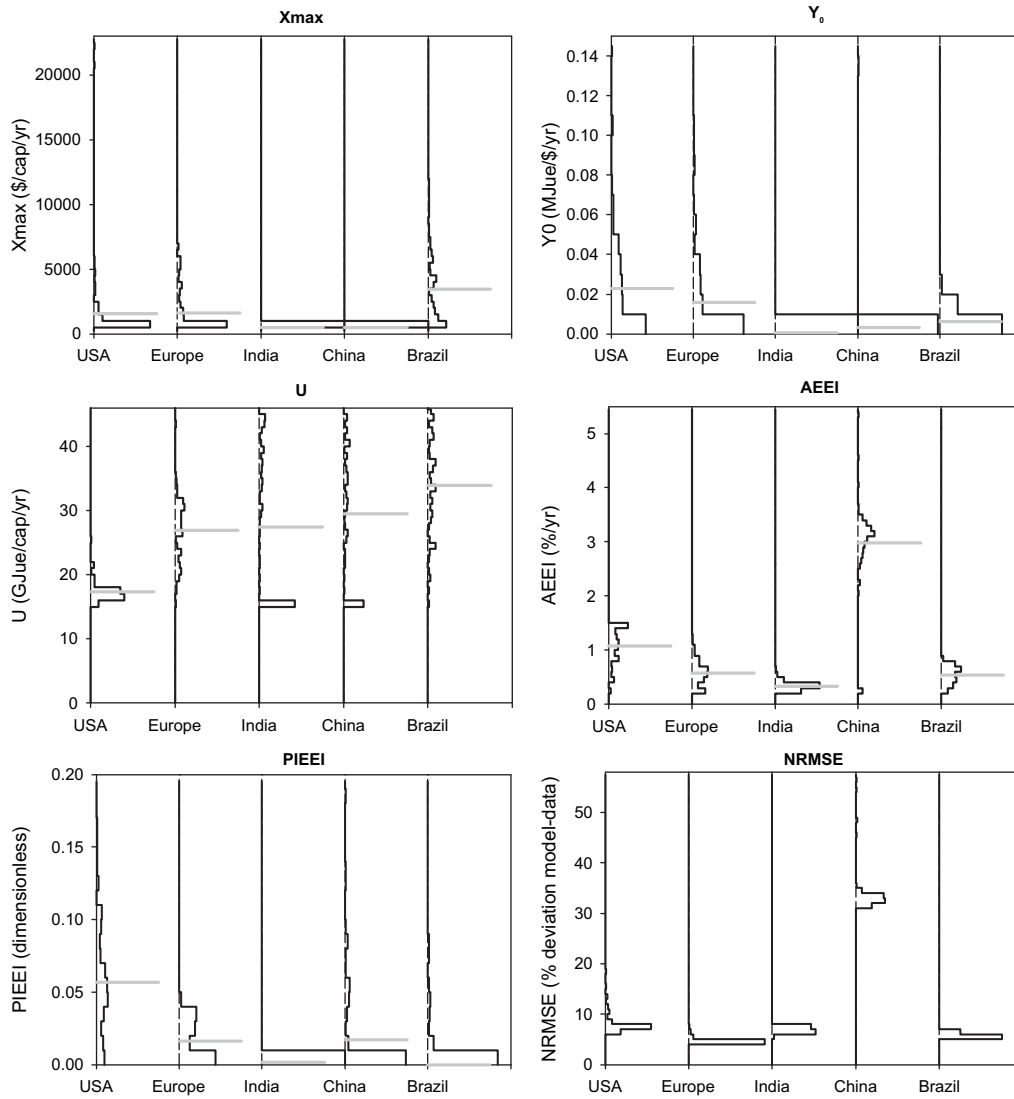 Xmax
Xmax ($/cap/yr)
20000
15000
10000
5000
0
USA Europe India China Brazil
Y₀
Y0 (MJue/$/yr)
0.14
0.12
0.10
0.08
0.06
0.04
0.02
0.00
USA Europe India China Brazil
U
U (GJue/cap/yr)
40
30
20
10
0
USA Europe India China Brazil
AEEI
AEEI (%/yr)
5
4
3
2
1
0
USA Europe India China Brazil
PIEEI
PIEEI (dimensionless)
0.20
0.15
0.10
0.05
0.00
USA Europe India China Brazil
NRMSE
NRMSE (% deviation model-data)
50
40
30
20
10
0
USA Europe India China Brazil